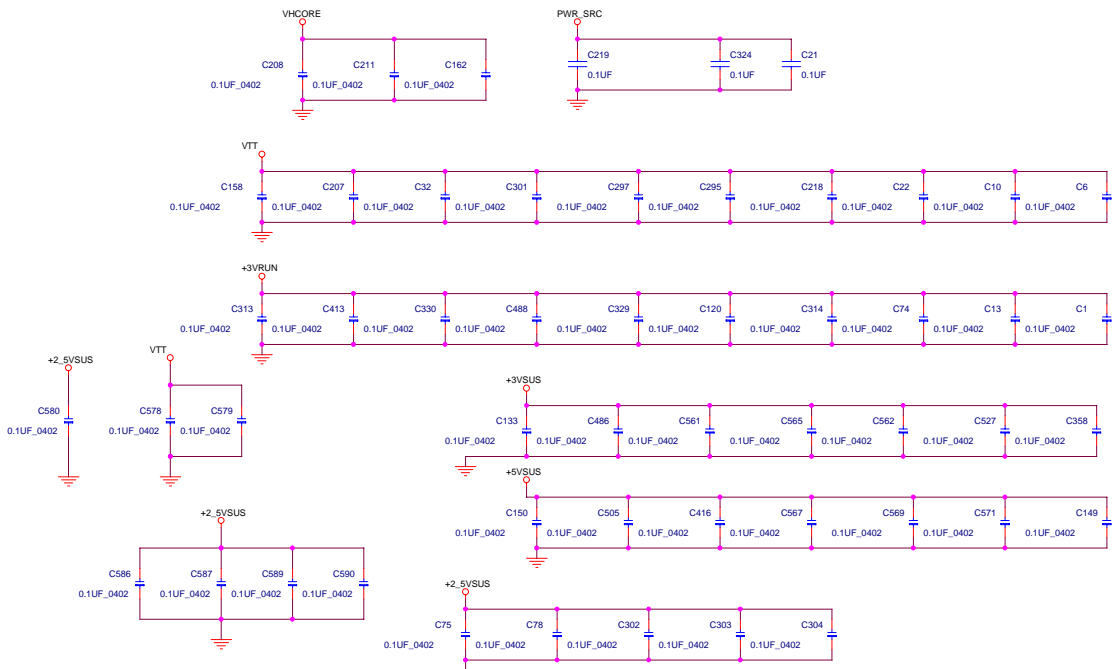 VHCORE
PWR_SRC
C208 C211 C162
0.1UF_0402 0.1UF_0402 0.1UF_0402
C219 C324 C21
0.1UF 0.1UF 0.1UF
VTT
C158 C207 C32 C301 C297 C295 C218 C22 C10 C6
0.1UF_0402 0.1UF_0402 0.1UF_0402 0.1UF_0402 0.1UF_0402 0.1UF_0402 0.1UF_0402 0.1UF_0402 0.1UF_0402 0.1UF_0402
+3VRUN
C313 C413 C330 C488 C329 C120 C314 C74 C13 C1
0.1UF_0402 0.1UF_0402 0.1UF_0402 0.1UF_0402 0.1UF_0402 0.1UF_0402 0.1UF_0402 0.1UF_0402 0.1UF_0402 0.1UF_0402
+2_5VSUS
VTT
C580 C578 C579
0.1UF_0402 0.1UF_0402 0.1UF_0402
+3VSUS
C133 C486 C561 C565 C562 C527 C358
0.1UF_0402 0.1UF_0402 0.1UF_0402 0.1UF_0402 0.1UF_0402 0.1UF_0402 0.1UF_0402
+5VSUS
C150 C505 C416 C567 C569 C571 C149
0.1UF_0402 0.1UF_0402 0.1UF_0402 0.1UF_0402 0.1UF_0402 0.1UF_0402 0.1UF_0402
+2_5VSUS
C586 C587 C589 C590
0.1UF_0402 0.1UF_0402 0.1UF_0402 0.1UF_0402
+2_5VSUS
C75 C78 C302 C303 C304
0.1UF_0402 0.1UF_0402 0.1UF_0402 0.1UF_0402 0.1UF_0402